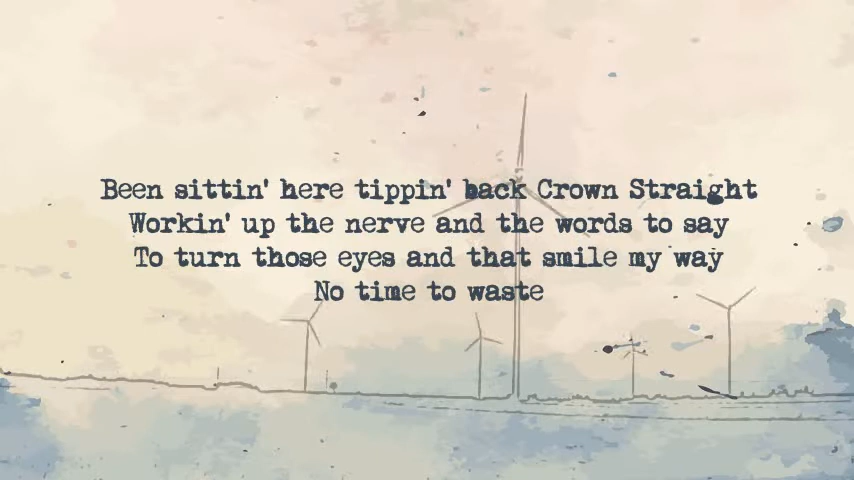 Been sittin' here tippin' back Crown Straight
Workin' up the nerve and the words to say
To turn those eyes and that smile my way
No time to waste